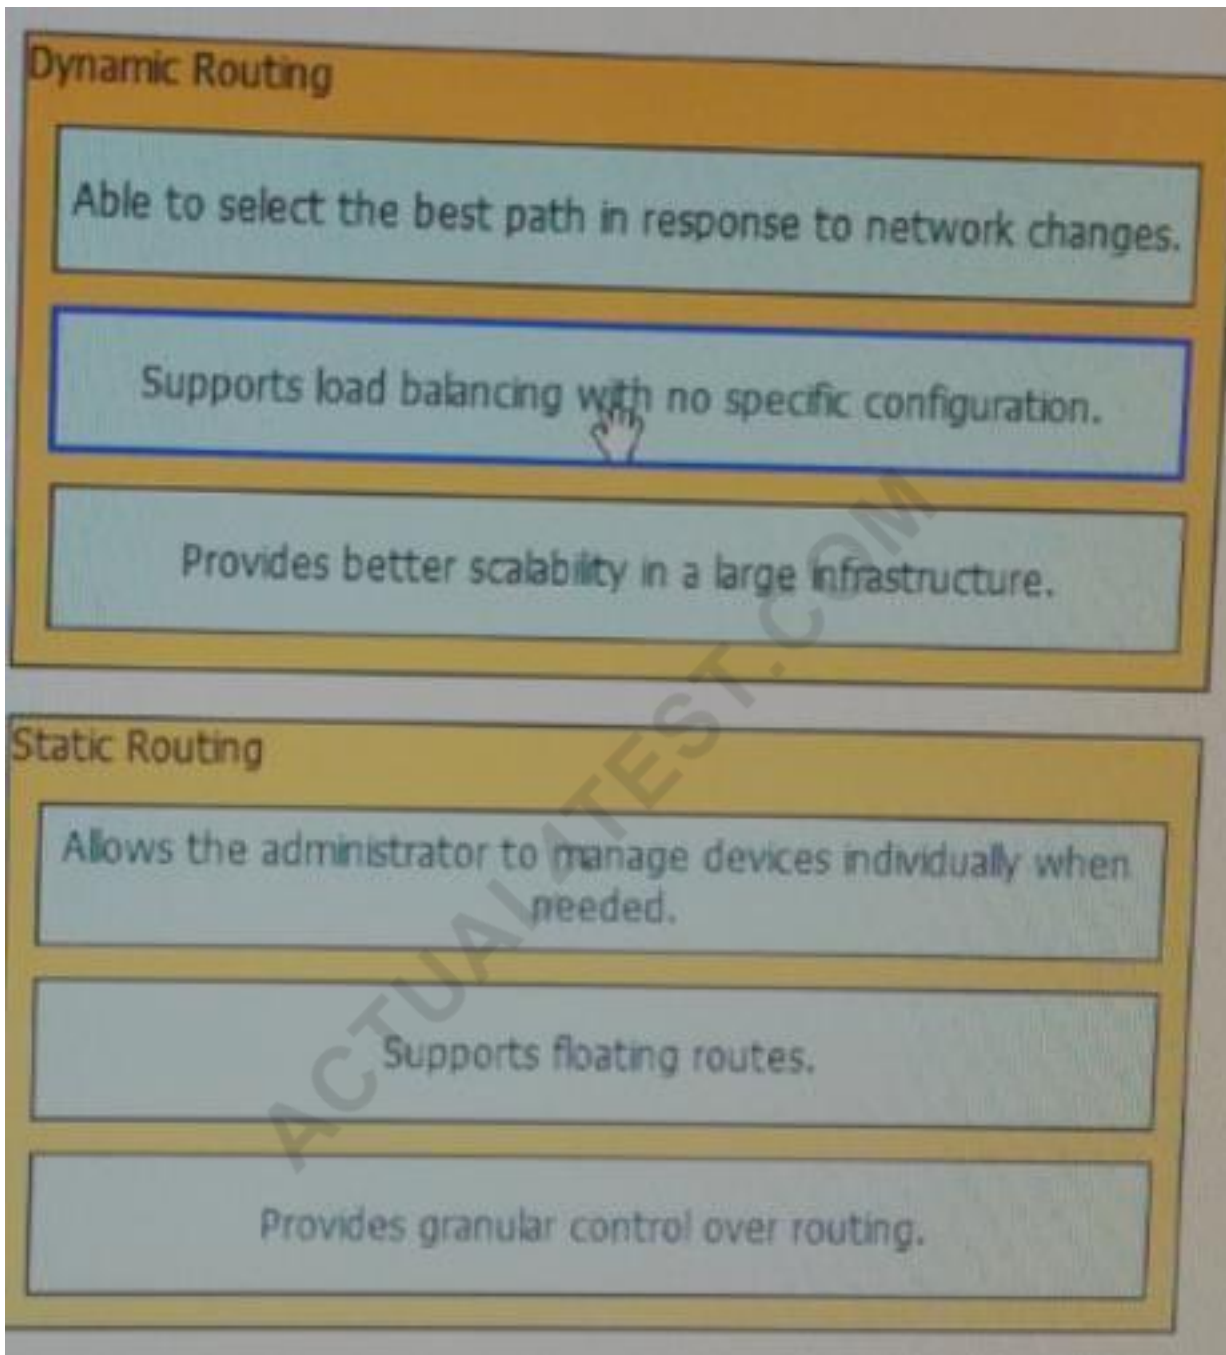 Dynamic Routing
Able to select the best path in response to network changes.
Supports load balancing with no specific configuration.
Provides better scalability in a large infrastructure.
Static Routing
Allows the administrator to manage devices individually when
needed.
Supports floating routes.
Provides granular control over routing.
ACTUAL4TEST.COM